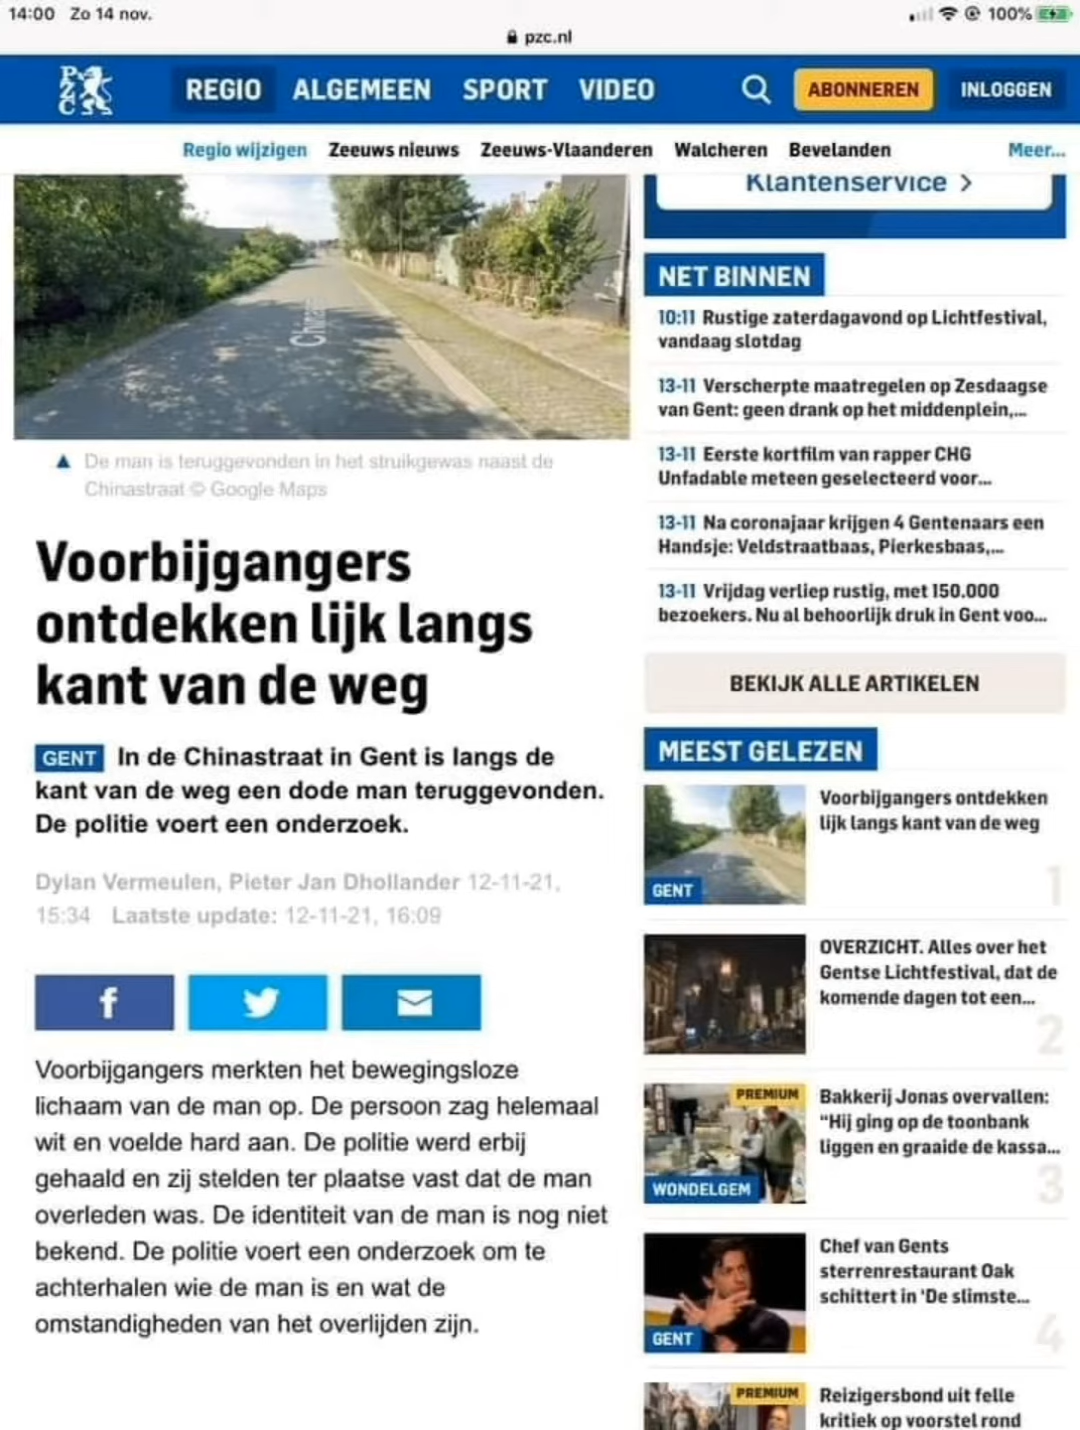 14:00 Zo 14 nov.
100%
pzc.nl
PZC
REGIO ALGEMEEN SPORT VIDEO
ABONNEREN INLOGGEN
Regio wijzigen Zeeuws nieuws Zeeuws-Vlaanderen Walcheren Bevelanden Meer...
De man is teruggevonden in het struikgewas naast de
Chinastraat © Google Maps
Voorbijgangers
ontdekken lijk langs
kant van de weg
GENT In de Chinastraat in Gent is langs de
kant van de weg een dode man teruggevonden.
De politie voert een onderzoek.
Dylan Vermeulen, Pieter Jan Dhollander 12-11-21,
15:34 Laatste update: 12-11-21, 16:09
f
Voorbijgangers merkten het bewegingsloze
lichaam van de man op. De persoon zag helemaal
wit en voelde hard aan. De politie werd erbij
gehaald en zij stelden ter plaatse vast dat de man
overleden was. De identiteit van de man is nog niet
bekend. De politie voert een onderzoek om te
achterhalen wie de man is en wat de
omstandigheden van het overlijden zijn.
Klantenservice >
NET BINNEN
10:11 Rustige zaterdagavond op Lichtfestival,
vandaag slotdag
13-11 Verscherpte maatregelen op Zesdaagse
van Gent: geen drank op het middenplein,...
13-11 Eerste kortfilm van rapper CHG
Unfadable meteen geselecteerd voor...
13-11 Na coronajaar krijgen 4 Gentenaars een
Handsje: Veldstraatbaas, Pierkesbaas,...
13-11 Vrijdag verliep rustig, met 150.000
bezoekers. Nu al behoorlijk druk in Gent voo...
BEKIJK ALLE ARTIKELEN
MEEST GELEZEN
Voorbijgangers ontdekken
lijk langs kant van de weg
GENT
1
OVERZICHT. Alles over het
Gentse Lichtfestival, dat de
komende dagen tot een...
2
PREMIUM
Bakkerij Jonas overvallen:
"Hij ging op de toonbank
liggen en graaide de kassa...
WONDELGEM
3
Chef van Gents
sterrenrestaurant Oak
schittert in 'De slimste...
GENT
4
PREMIUM
Reizigersbond uit felle
kritiek op voorstel rond